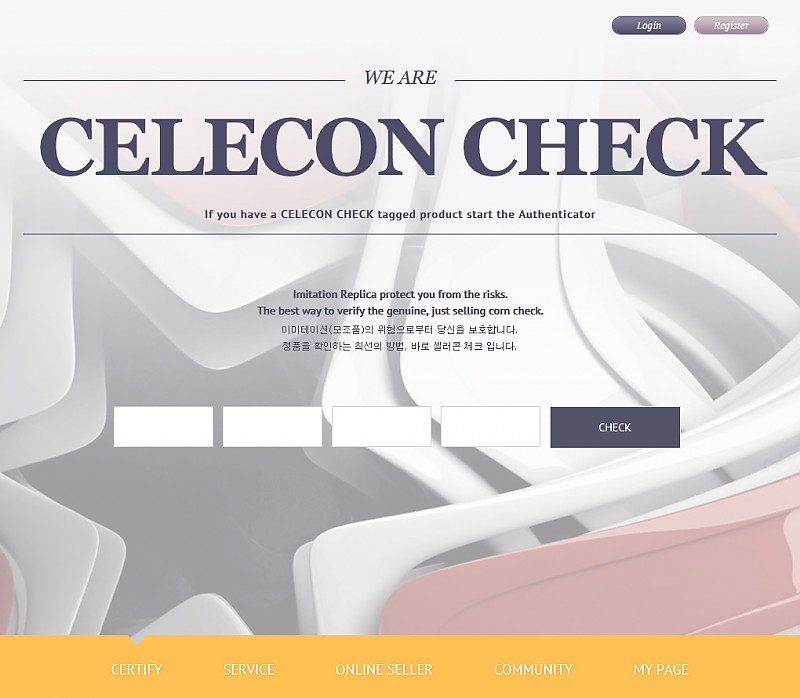 Login
Register
WE ARE
CELECON CHECK
If you have a CELECON CHECK tagged product start the Authenticator
Imitation Replica protect you from the risks.
The best way to verify the genuine, just selling corn check.
이미테이션(모조품)의 위험으로부터 당신을 보호합니다.
정품을 확인하는 최선의 방법, 바로 셀러콘 체크 입니다.
CHECK
CERTIFY
SERVICE
ONLINE SELLER
COMMUNITY
MY PAGE